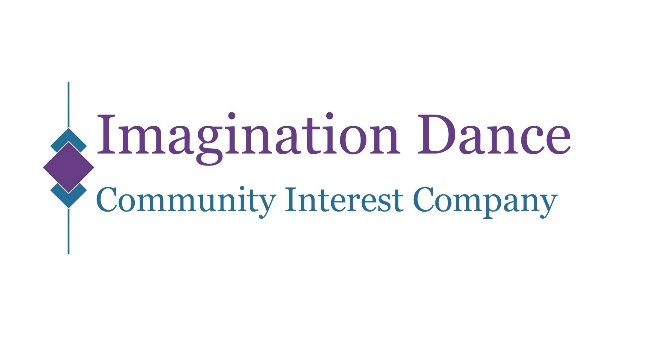 Imagination Dance
Community Interest Company